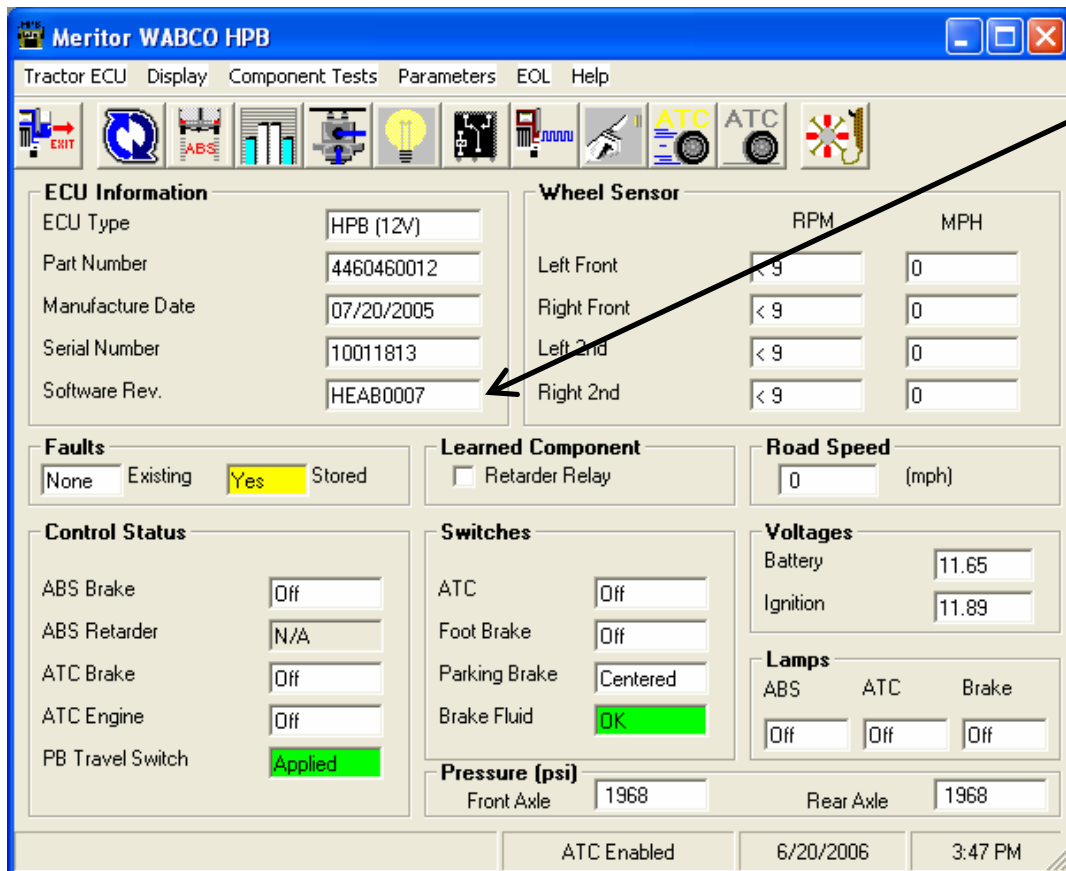 Meritor WABCO HPB
Tractor ECU Display Component Tests Parameters EOL Help
EXIT ABS ATC ATC
ECU Information
ECU Type HPB (12V)
Part Number 4460460012
Manufacture Date 07/20/2005
Serial Number 10011813
Software Rev. HEAB0007
Wheel Sensor
RPM MPH
Left Front < 9 0
Right Front < 9 0
Left 2nd < 9 0
Right 2nd < 9 0
Faults
None Existing Yes Stored
Learned Component
Retarder Relay
Road Speed
0 (mph)
Control Status
ABS Brake Off
ABS Retarder N/A
ATC Brake Off
ATC Engine Off
PB Travel Switch Applied
Switches
ATC Off
Foot Brake Off
Parking Brake Centered
Brake Fluid OK
Voltages
Battery 11.65
Ignition 11.89
Lamps
ABS ATC Brake
Off Off Off
Pressure (psi)
Front Axle 1968 Rear Axle 1968
ATC Enabled 6/20/2006 3:47 PM